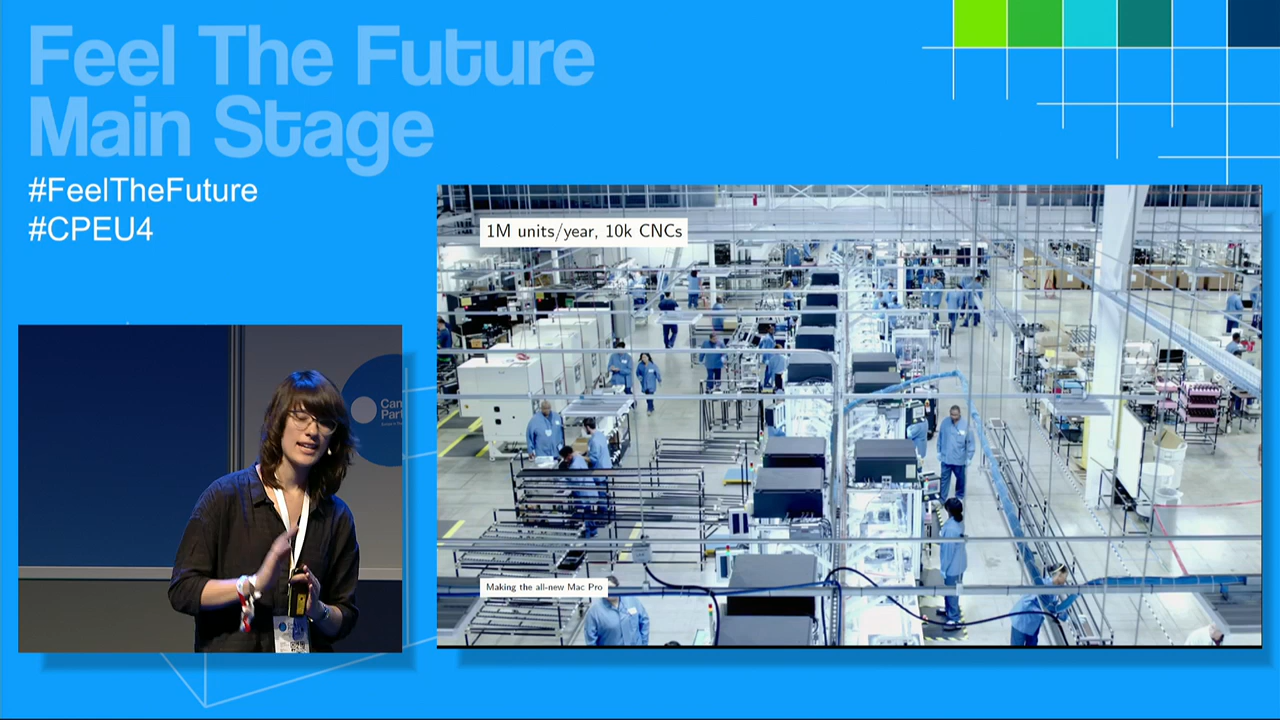 Feel The Future
Main Stage
#FeelTheFuture
#CPEU4
1M units/year, 10k CNCs
Making the all-new Mac Pro